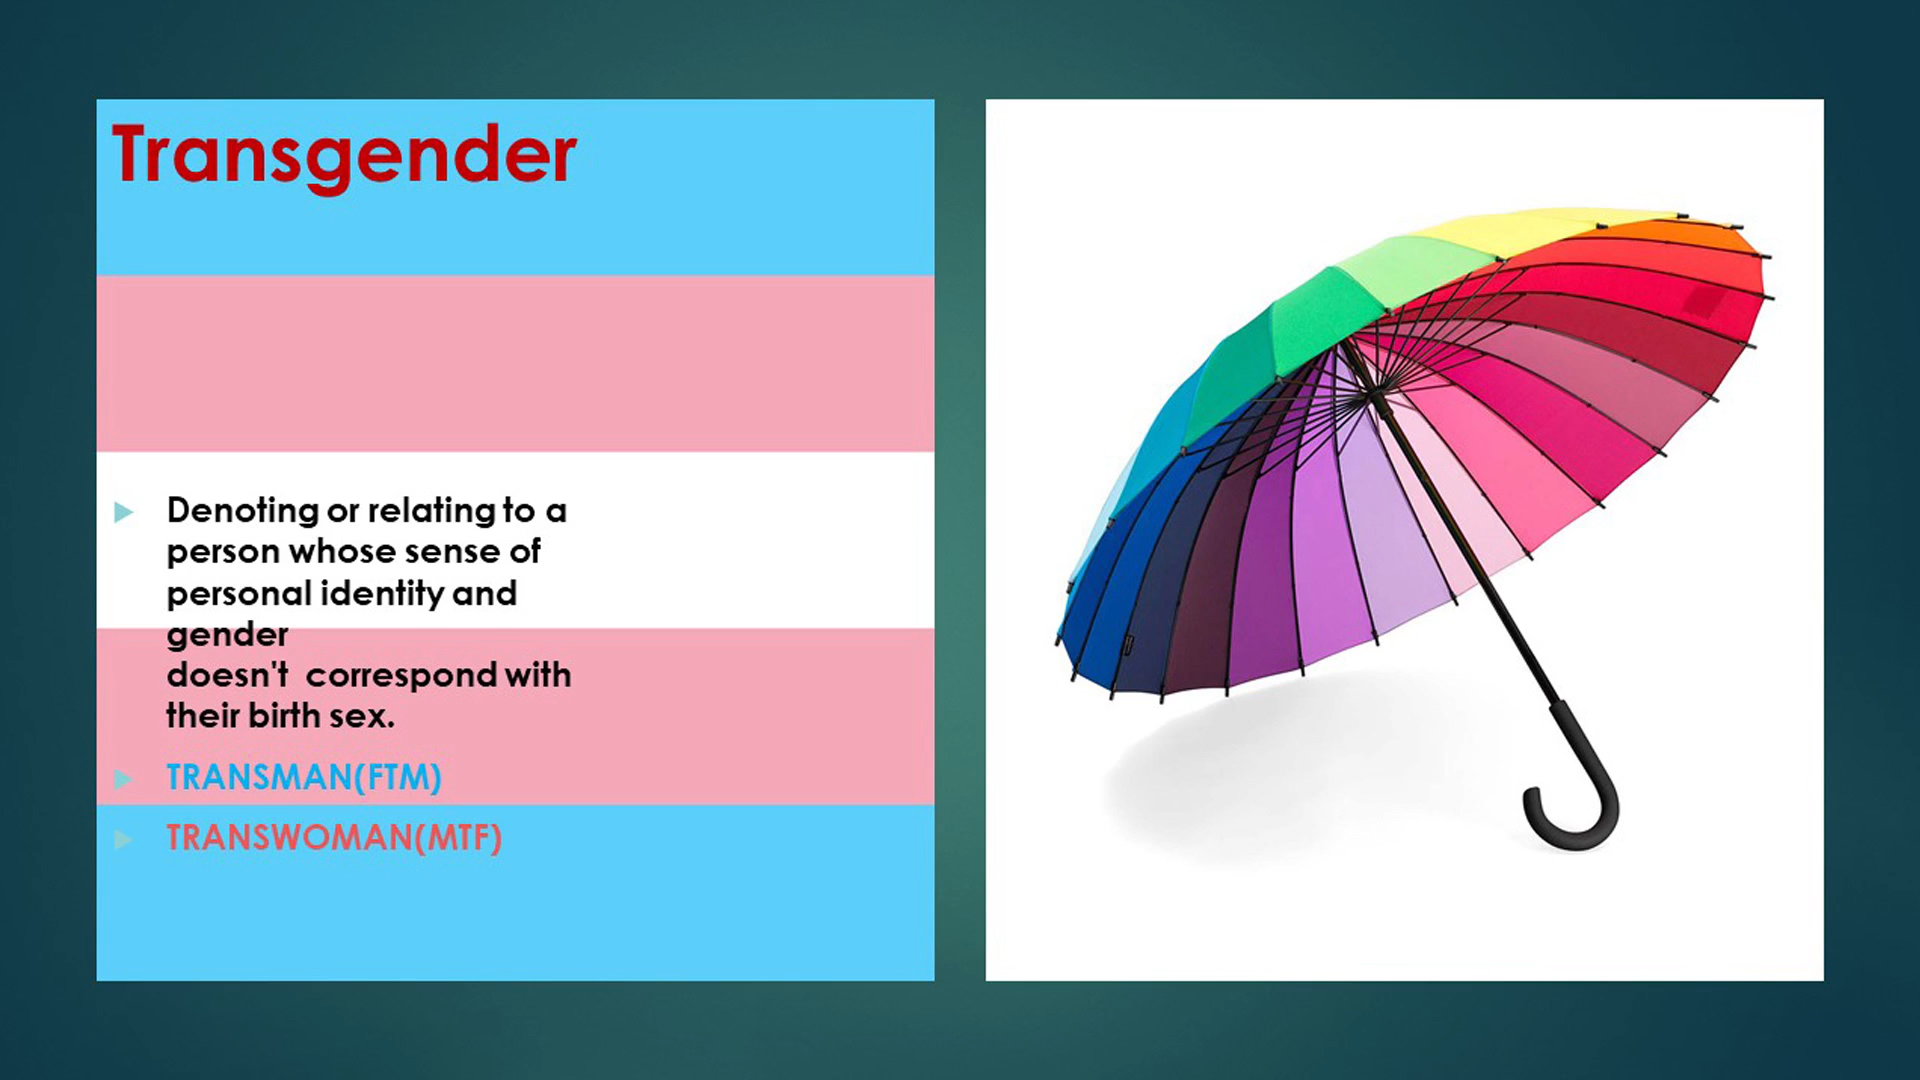 Transgender
Denoting or relating to a
person whose sense of
personal identity and
gender
doesn't  correspond with
their birth sex.
TRANSMAN(FTM)
TRANSWOMAN(MTF)